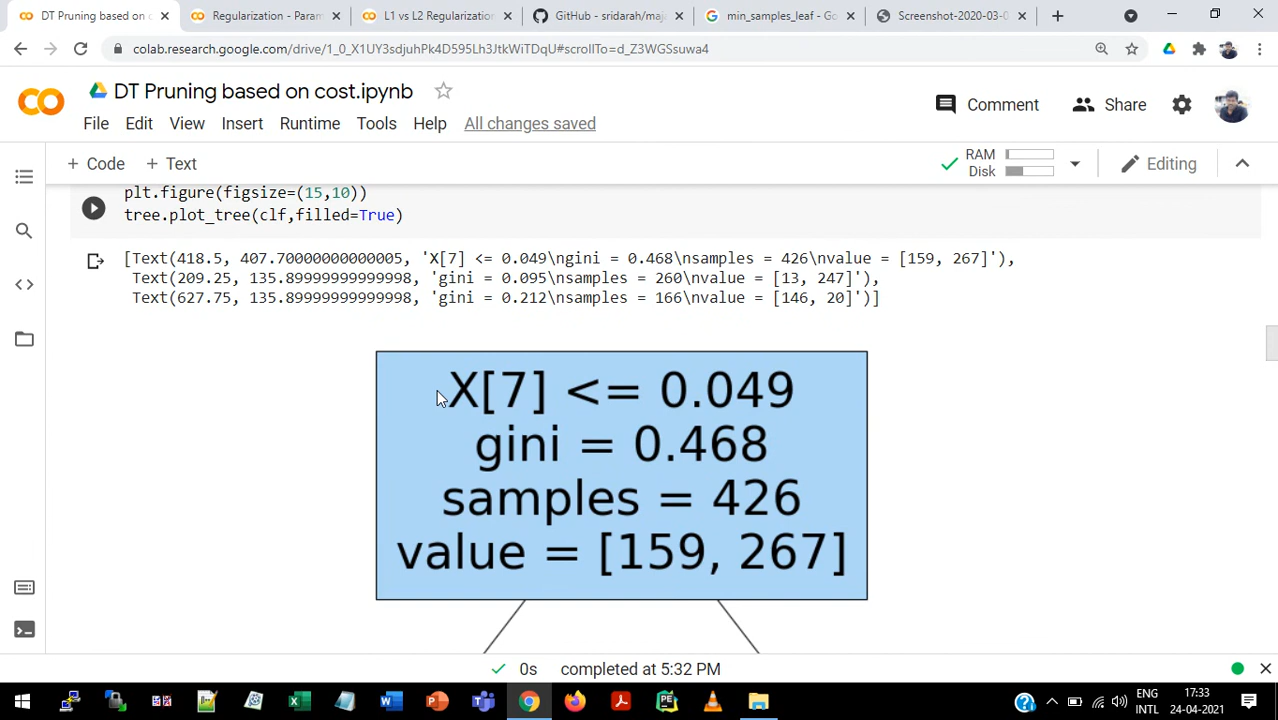 DT Pruning based on c
Regularization - Param
L1 vs L2 Regularization
GitHub - sridarah/maj
min_samples_leaf - Go
Screenshot-2020-03-0
colab.research.google.com/drive/1_0_X1UY3sdjuhPk4D595Lh3JtkWiTDqU#scrollTo=d_Z3WGSsuwa4
DT Pruning based on cost.ipynb
Comment
Share
File
Edit
View
Insert
Runtime
Tools
Help
All changes saved
+ Code
+ Text
RAM
Disk
Editing
plt.figure(figsize=(15,10))
tree.plot_tree(clf,filled=True)
[Text(418.5, 407.70000000000005, 'X[7] <= 0.049\ngini = 0.468\nsamples = 426\nvalue = [159, 267]'),
Text(209.25, 135.89999999999998, 'gini = 0.095\nsamples = 260\nvalue = [13, 247]'),
Text(627.75, 135.89999999999998, 'gini = 0.212\nsamples = 166\nvalue = [146, 20]')]
X[7] <= 0.049
gini = 0.468
samples = 426
value = [159, 267]
0s
completed at 5:32 PM
ENG
INTL
17:33
24-04-2021